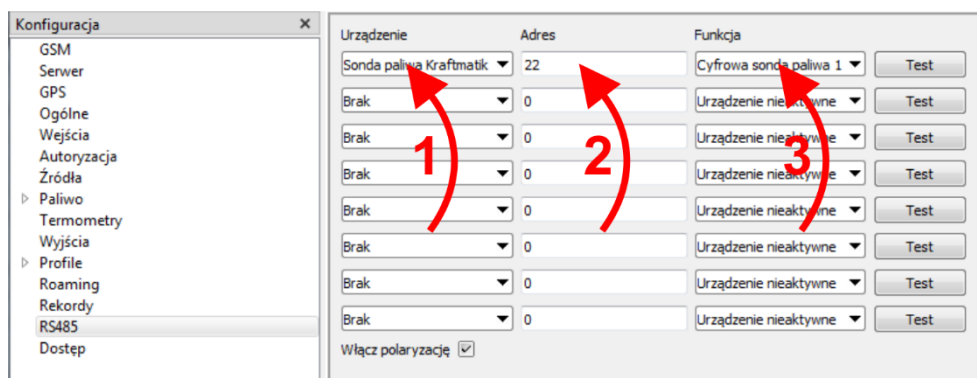 Konfiguracja ×
GSM
Serwer
GPS
Ogólne
Wejścia
Autoryzacja
Źródła
Paliwo
Termometry
Wyjścia
Profile
Roaming
Rekordy
RS485
Dostęp
Urządzenie Adres Funkcja
Sonda paliwa Kraftmatik 22 Cyfrowa sonda paliwa 1 Test
Brak 0 Urządzenie nieaktywne Test
Brak 0 Urządzenie nieaktywne Test
Brak 0 Urządzenie nieaktywne Test
Brak 0 Urządzenie nieaktywne Test
Brak 0 Urządzenie nieaktywne Test
Brak 0 Urządzenie nieaktywne Test
Brak 0 Urządzenie nieaktywne Test
Włącz polaryzację
1 2 3